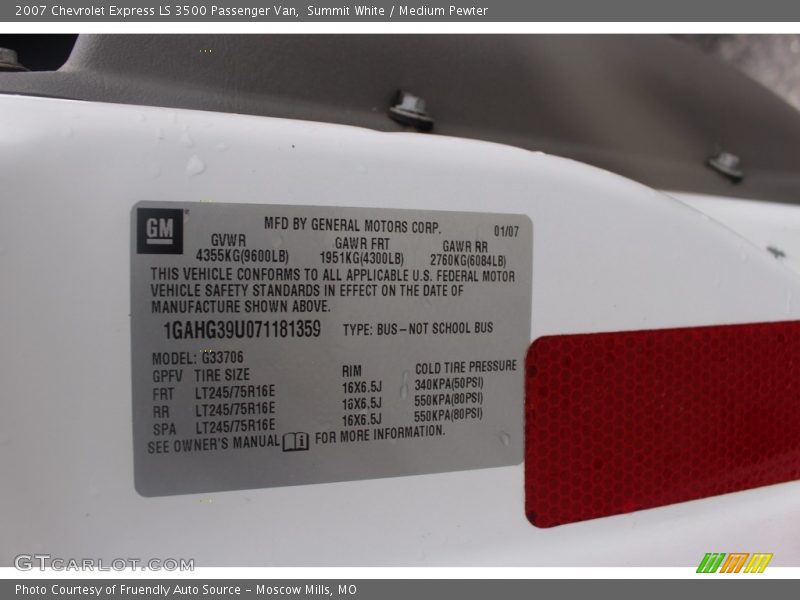 2007 Chevrolet Express LS 3500 Passenger Van, Summit White / Medium Pewter
GM
MFD BY GENERAL MOTORS CORP. 01/07
GVWR GAWR FRT GAWR RR
4355KG(9600LB) 1951KG(4300LB) 2760KG(6084LB)
THIS VEHICLE CONFORMS TO ALL APPLICABLE U.S. FEDERAL MOTOR
VEHICLE SAFETY STANDARDS IN EFFECT ON THE DATE OF
MANUFACTURE SHOWN ABOVE.
1GAHG39U071181359 TYPE: BUS–NOT SCHOOL BUS
MODEL: G33706
GPFV TIRE SIZE RIM COLD TIRE PRESSURE
FRT LT245/75R16E 16X6.5J 340KPA(50PSI)
RR LT245/75R16E 16X6.5J 550KPA(80PSI)
SPA LT245/75R16E 16X6.5J 550KPA(80PSI)
SEE OWNER'S MANUAL FOR MORE INFORMATION.
GTCARLOT.COM
Photo Courtesy of Fruendly Auto Source – Moscow Mills, MO